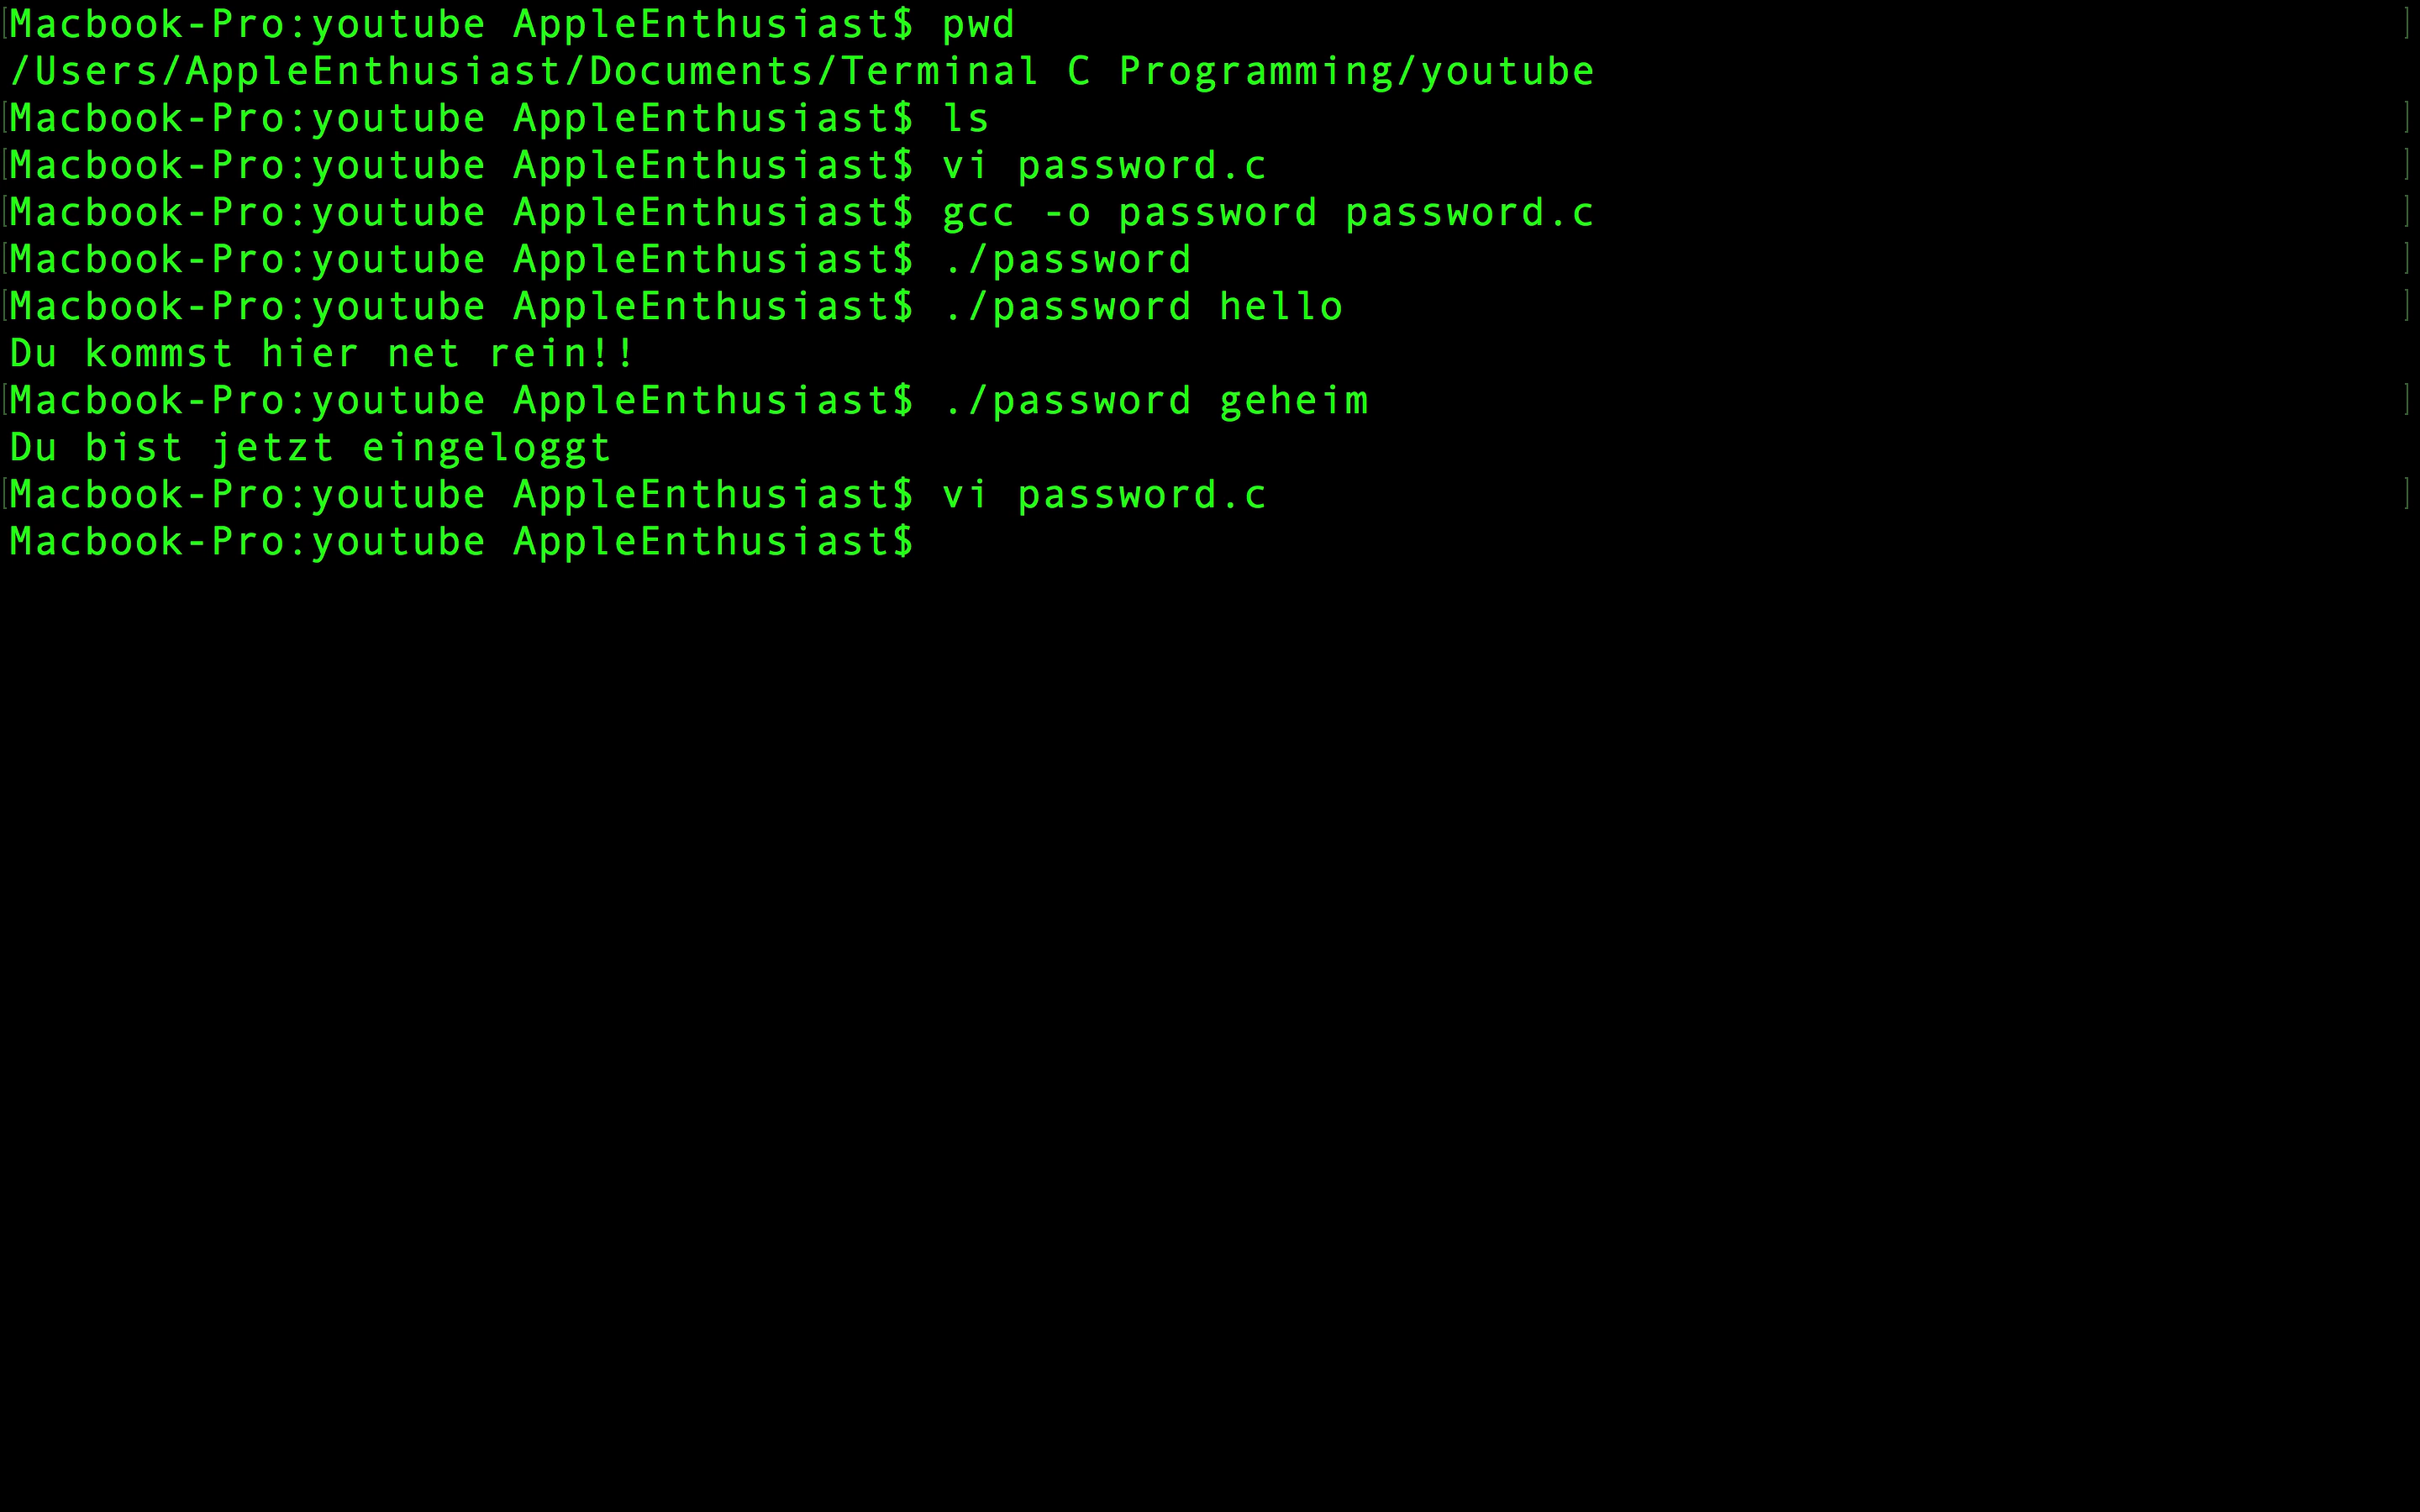 [Macbook-Pro:youtube AppleEnthusiast$ pwd ]
/Users/AppleEnthusiast/Documents/Terminal C Programming/youtube
[Macbook-Pro:youtube AppleEnthusiast$ ls ]
[Macbook-Pro:youtube AppleEnthusiast$ vi password.c ]
[Macbook-Pro:youtube AppleEnthusiast$ gcc -o password password.c ]
[Macbook-Pro:youtube AppleEnthusiast$ ./password ]
[Macbook-Pro:youtube AppleEnthusiast$ ./password hello ]
Du kommst hier net rein!!
[Macbook-Pro:youtube AppleEnthusiast$ ./password geheim ]
Du bist jetzt eingeloggt
[Macbook-Pro:youtube AppleEnthusiast$ vi password.c ]
Macbook-Pro:youtube AppleEnthusiast$